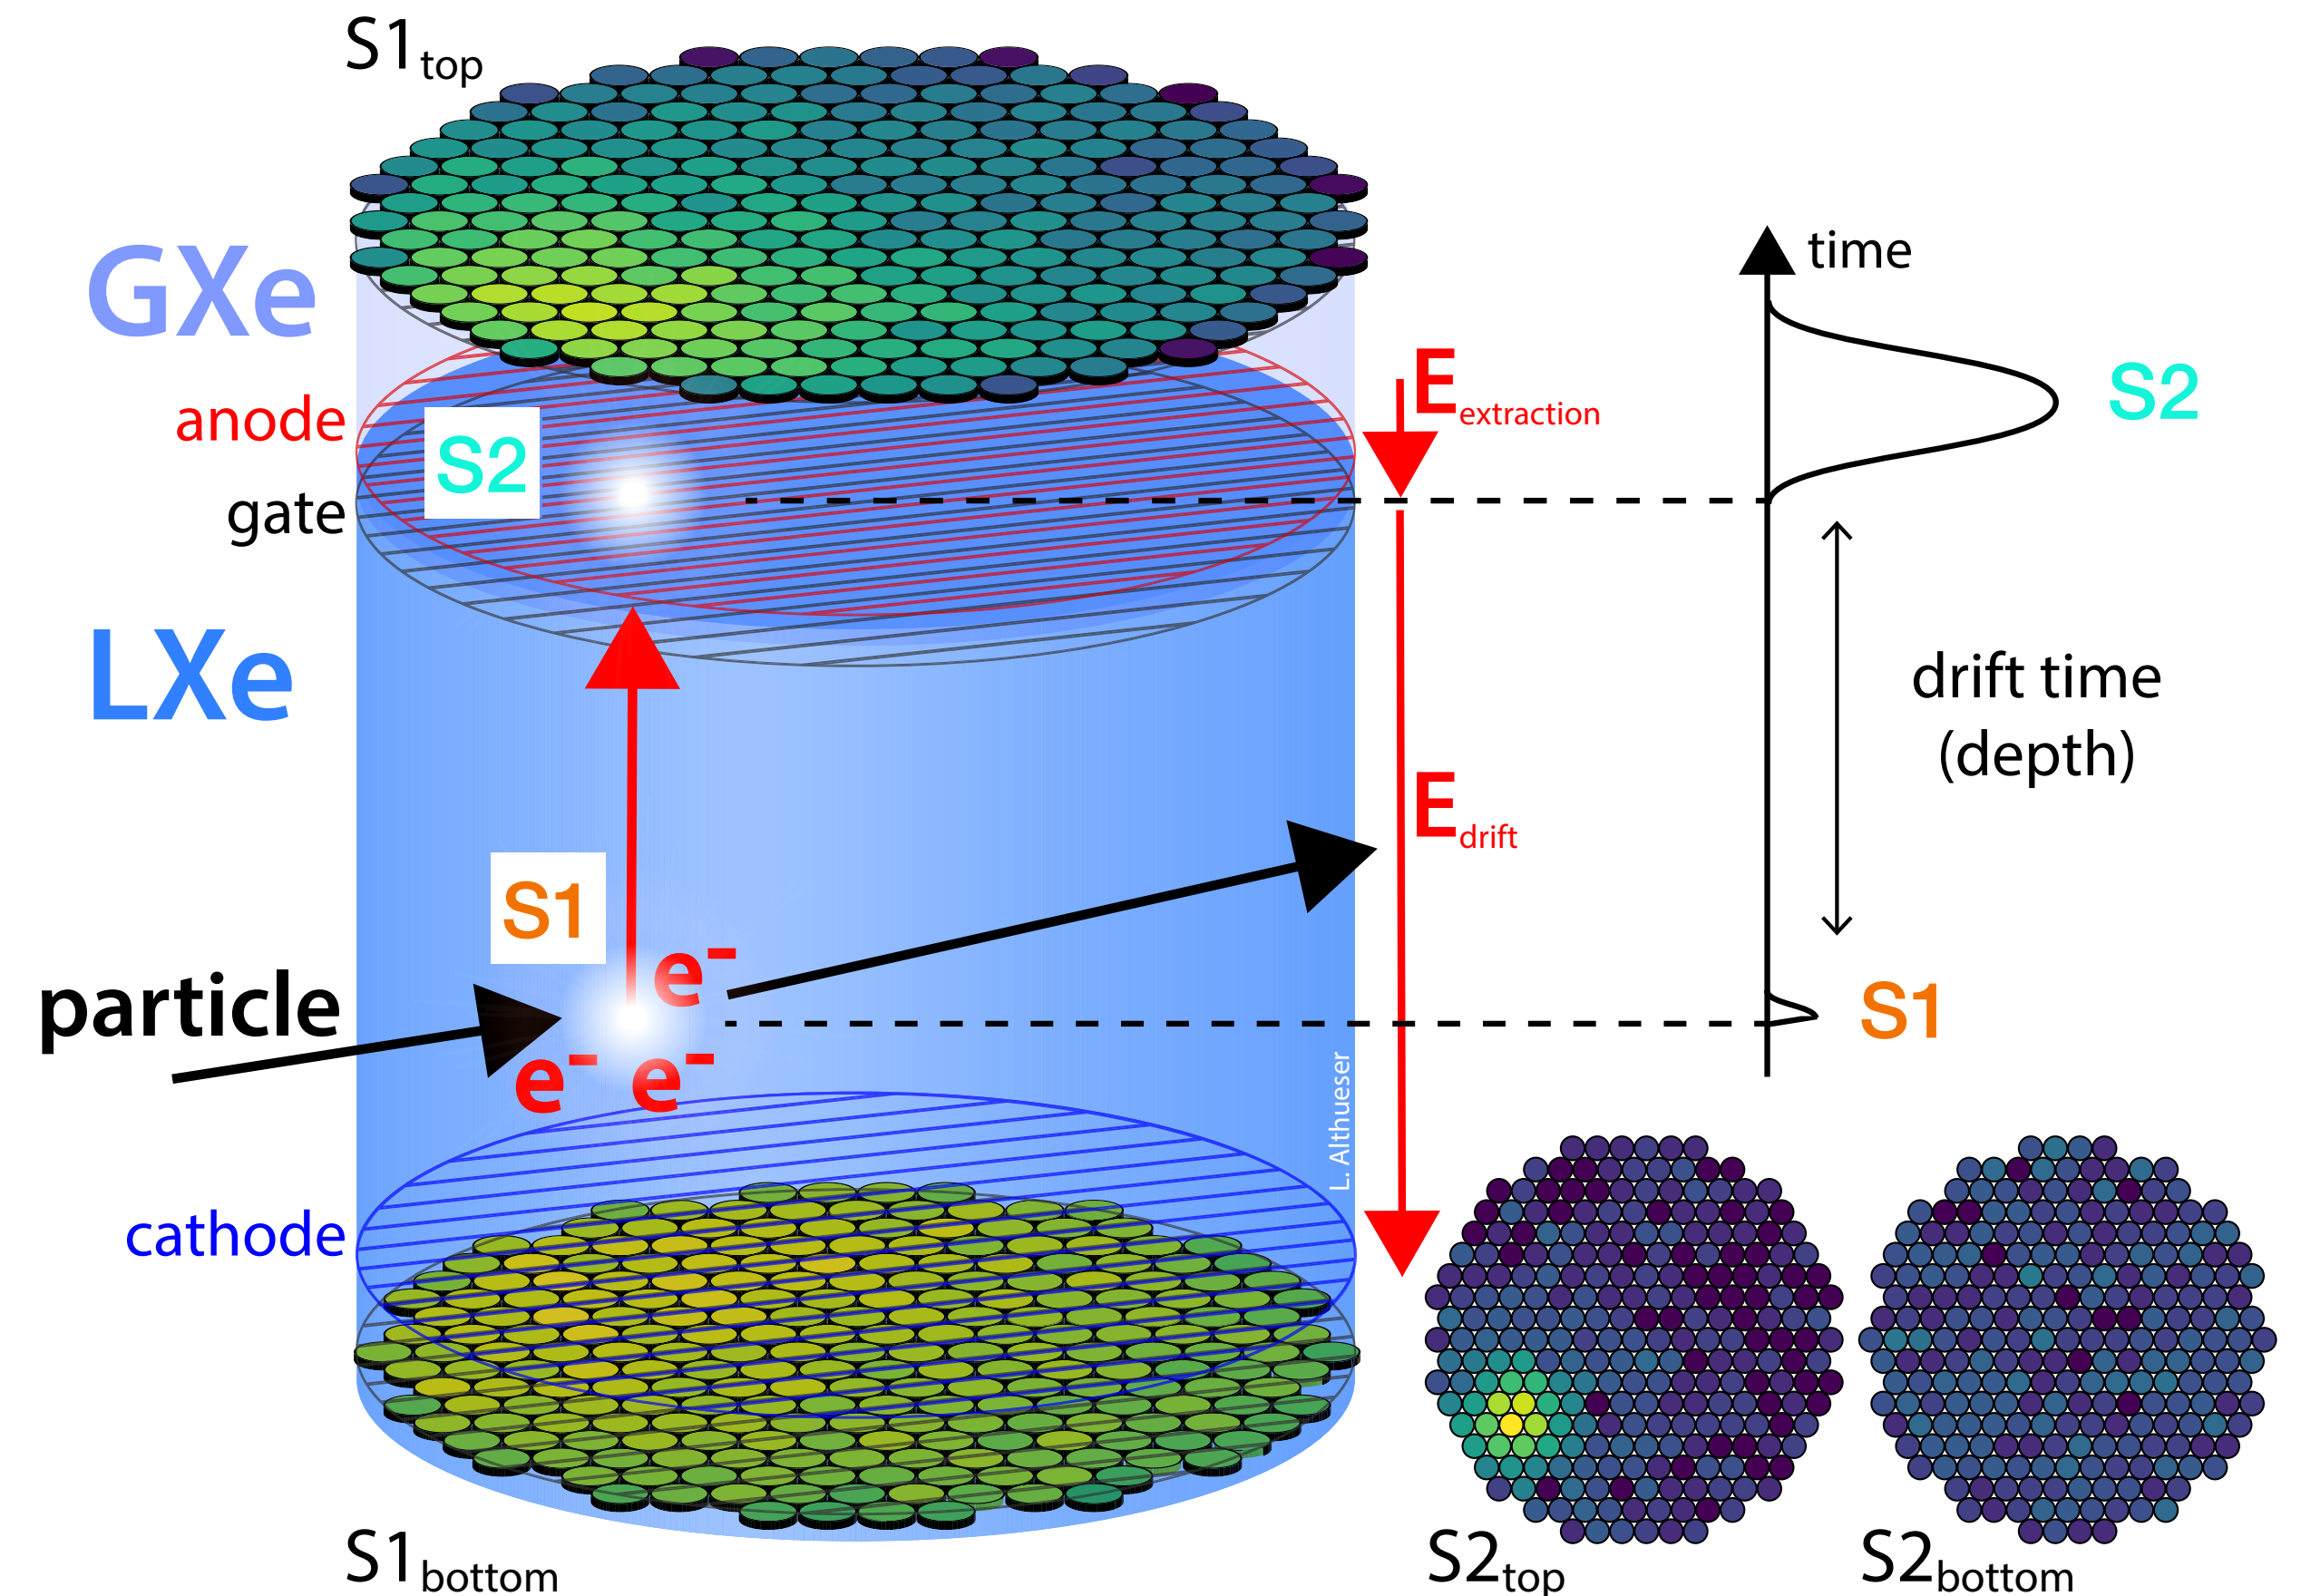 S1top
GXe
time
anode
S2
Eextraction
S2
gate
LXe
drift time
(depth)
Edrift
S1
e-
particle
S1
e- e-
L. Althueser
cathode
S1bottom
S2top
S2bottom